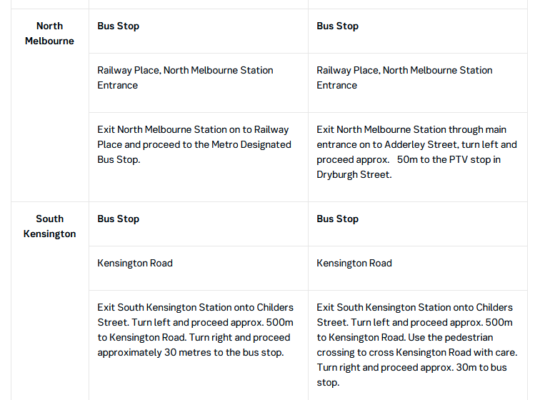 North
Melbourne
Bus Stop
Bus Stop
Railway Place, North Melbourne Station
Entrance
Railway Place, North Melbourne Station
Entrance
Exit North Melbourne Station on to Railway
Place and proceed to the Metro Designated
Bus Stop.
Exit North Melbourne Station through main
entrance on to Adderley Street, turn left and
proceed approx.   50m to the PTV stop in
Dryburgh Street.
South
Kensington
Bus Stop
Bus Stop
Kensington Road
Kensington Road
Exit South Kensington Station onto Childers
Street. Turn left and proceed approx. 500m
to Kensington Road. Turn right and proceed
approximately 30 metres to the bus stop.
Exit South Kensington Station onto Childers
Street. Turn left and proceed approx. 500m
to Kensington Road. Use the pedestrian
crossing to cross Kensington Road with care.
Turn right and proceed approx. 30m to bus
stop.